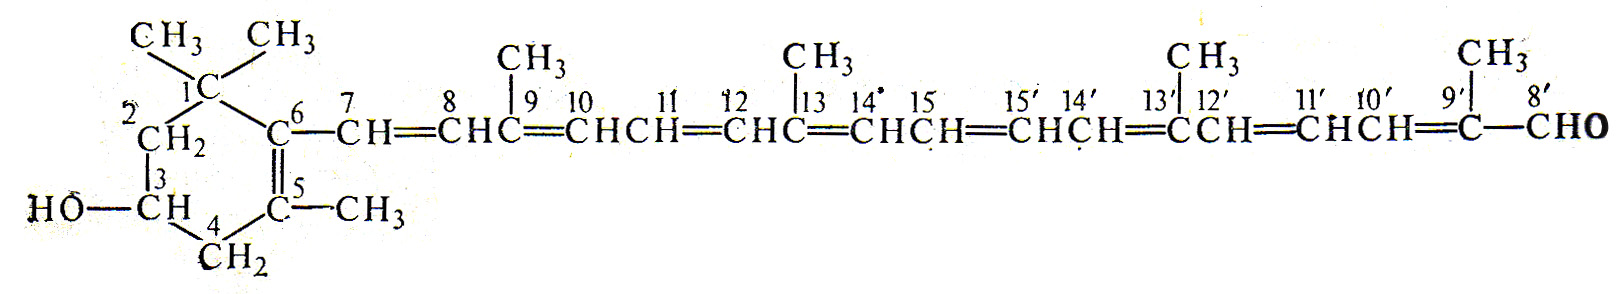 CH3 CH3 CH3 CH3 CH3 CH3
1 C 2 6 7 8 9 10 11 12 13 14 15 15′ 14′ 13′ 12′ 11′ 10′ 9′ 8′
CH2 C CH=CHC=CHCH=CHC=CHCH=CHCH=CCH=CHCH=C—CHO
3 5
HO—CH C—CH3
4
CH2